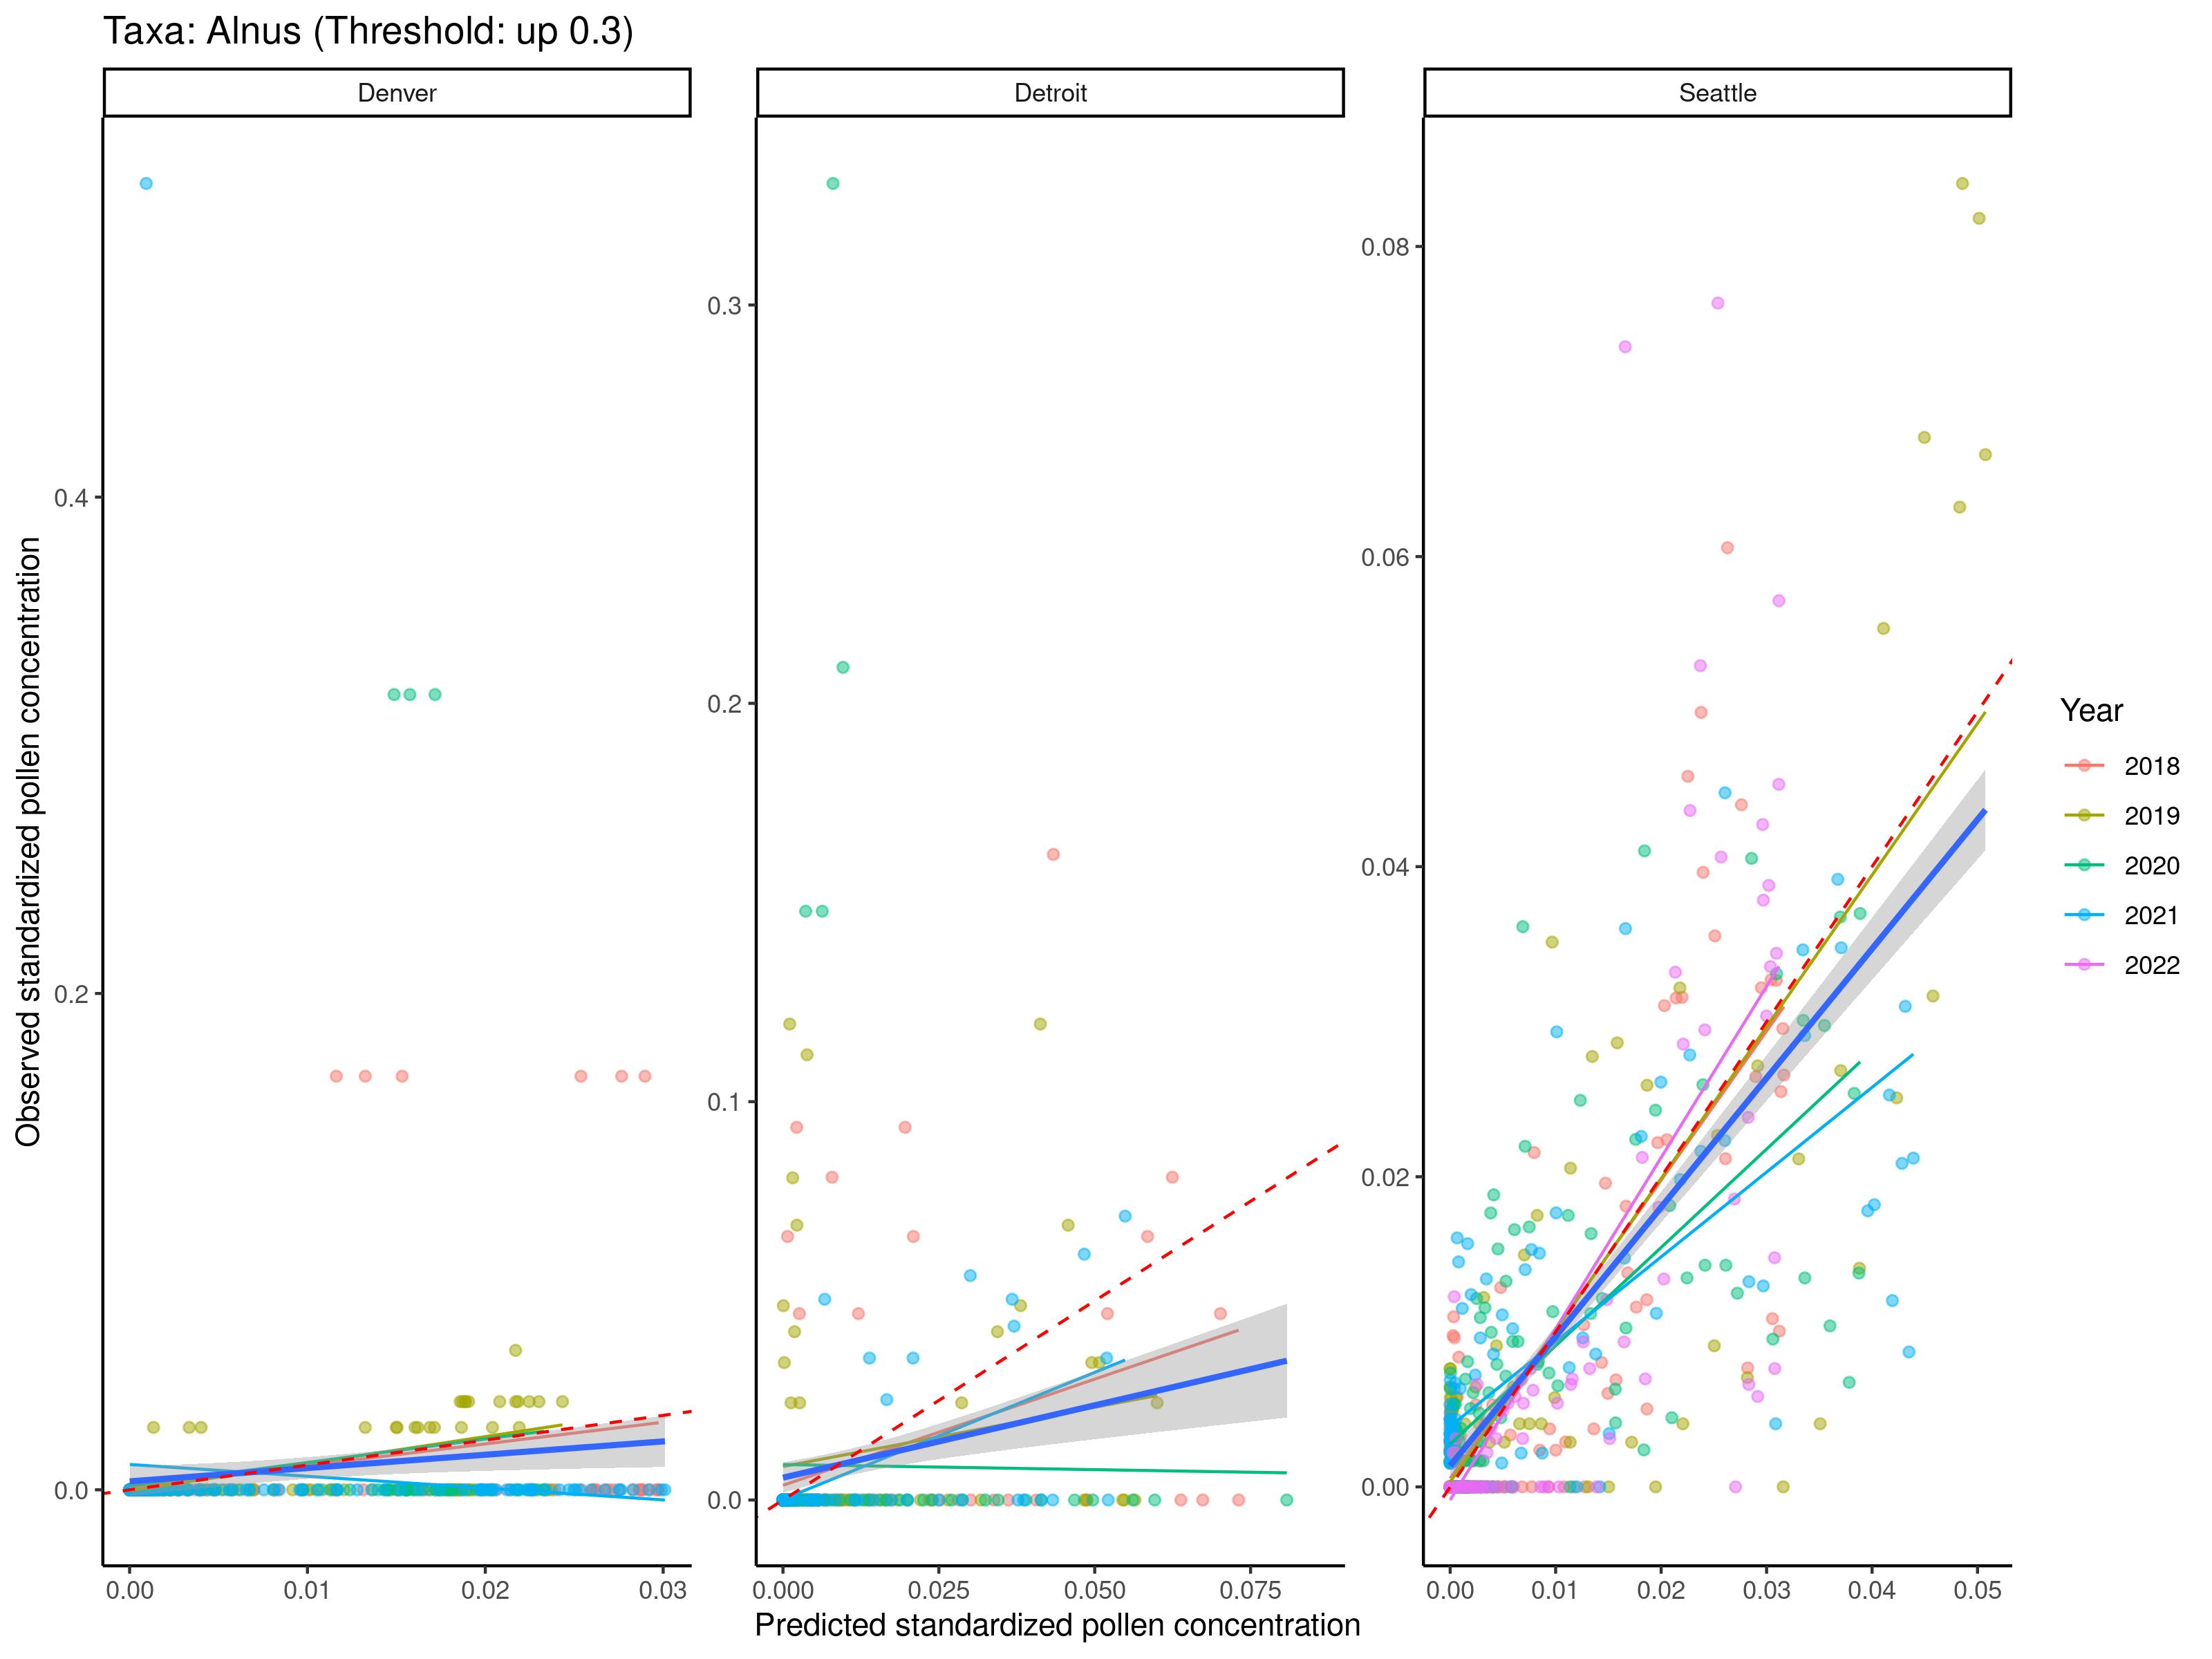 Taxa: Alnus (Threshold: up 0.3)
Denver
Detroit
Seattle
Observed standardized pollen concentration
0.4
0.2
0.0
0.3
0.2
0.1
0.0
0.08
0.06
0.04
0.02
0.00
0.00 0.01 0.02 0.03
0.000 0.025 0.050 0.075
0.00 0.01 0.02 0.03 0.04 0.05
Predicted standardized pollen concentration
Year
2018
2019
2020
2021
2022